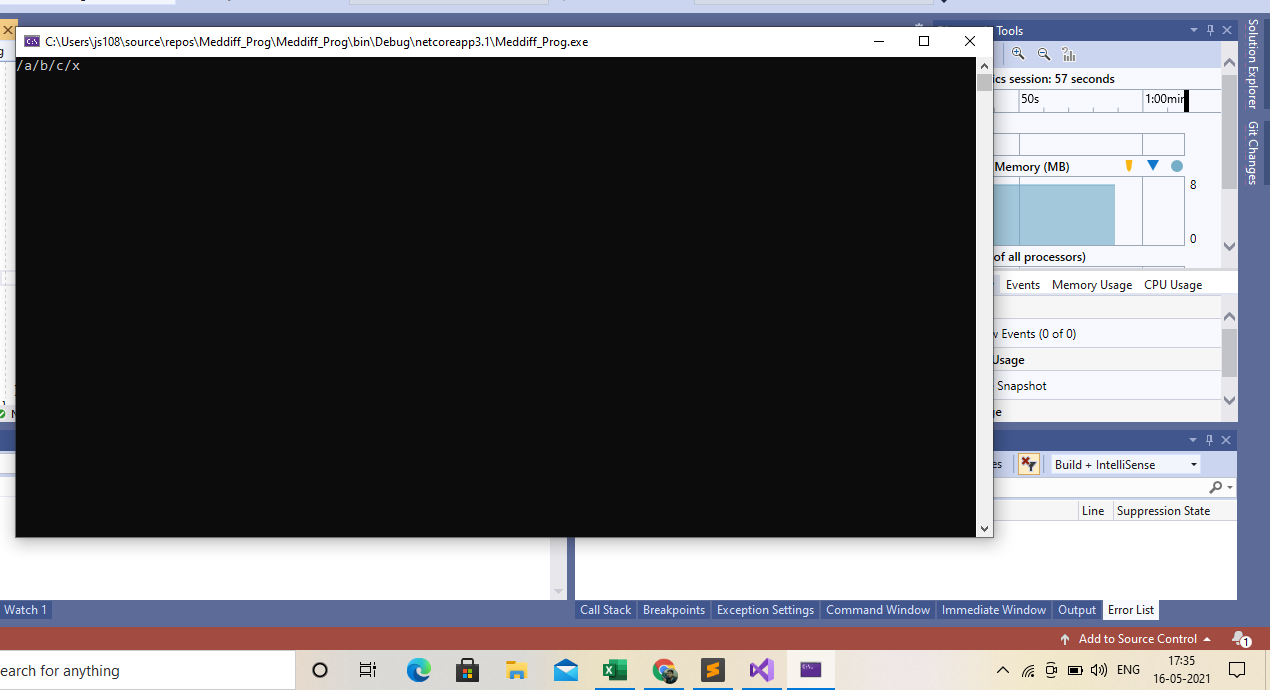 C:\Users\js108\source\repos\Meddiff_Prog\Meddiff_Prog\bin\Debug\netcoreapp3.1\Meddiff_Prog.exe
/a/b/c/x
Tools
ics session: 57 seconds
50s
1:00min
Memory (MB)
8
0
of all processors)
Events
Memory Usage
CPU Usage
w Events (0 of 0)
Usage
Snapshot
ge
Solution Explorer
Git Changes
es
Build + IntelliSense
Line
Suppression State
Watch 1
Call Stack
Breakpoints
Exception Settings
Command Window
Immediate Window
Output
Error List
Add to Source Control
1
earch for anything
ENG
17:35
16-05-2021